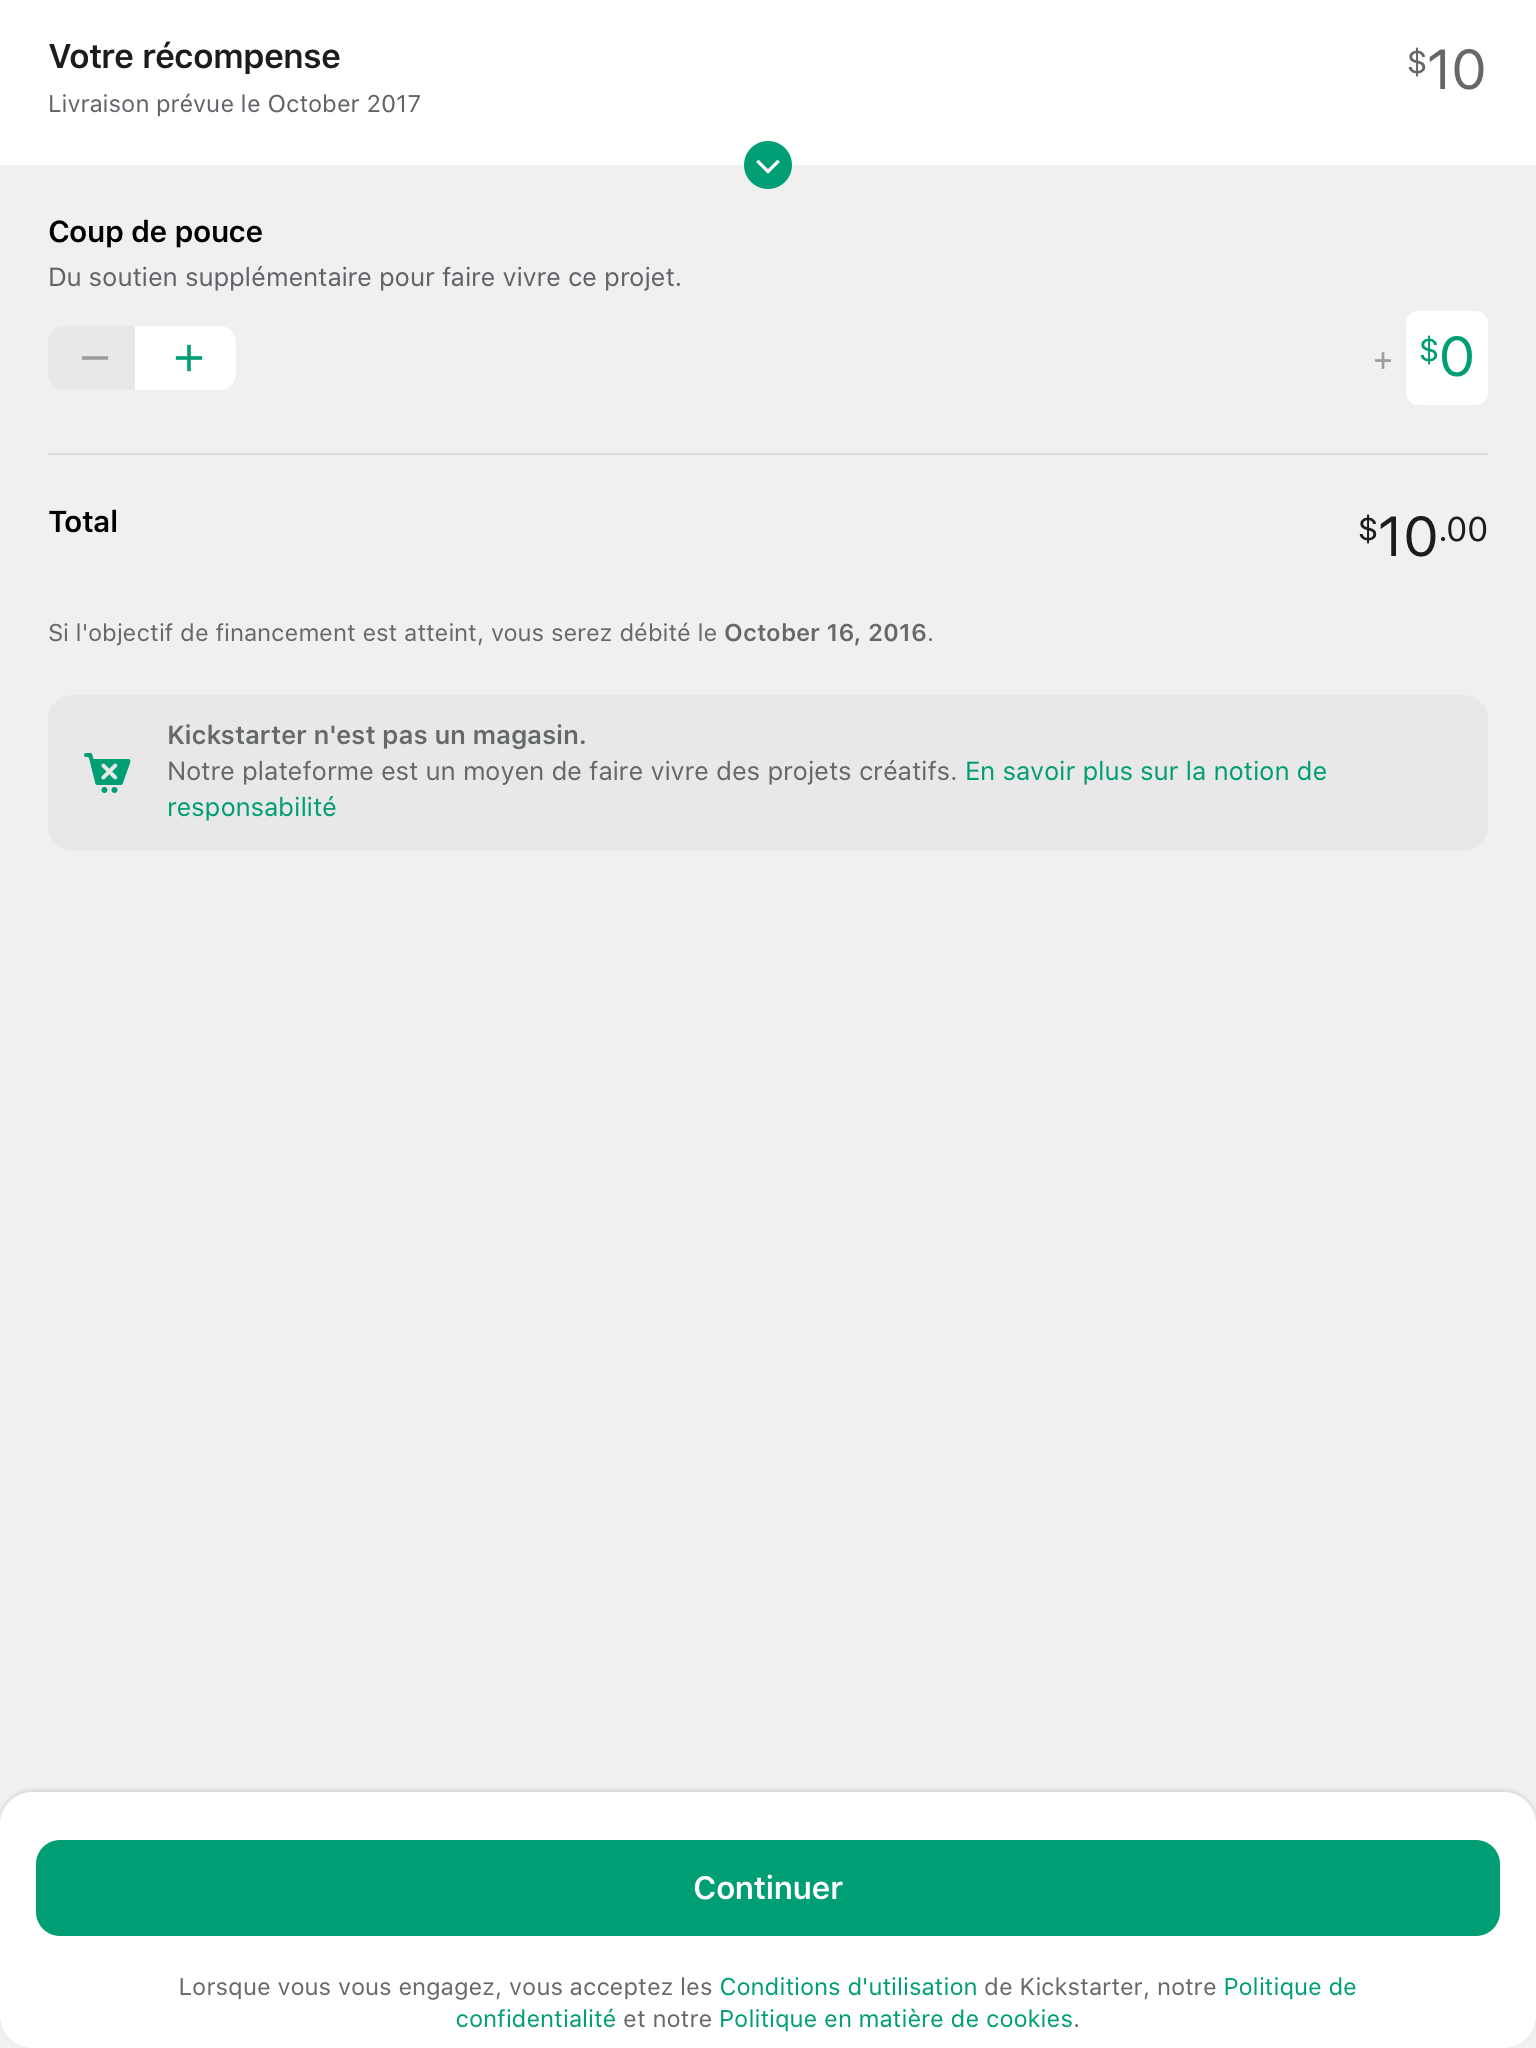 Votre récompense
$10
Livraison prévue le October 2017
Coup de pouce
Du soutien supplémentaire pour faire vivre ce projet.
+ $0
Total
$10.00
Si l'objectif de financement est atteint, vous serez débité le October 16, 2016.
Kickstarter n'est pas un magasin.
Notre plateforme est un moyen de faire vivre des projets créatifs. En savoir plus sur la notion de
responsabilité
Continuer
Lorsque vous vous engagez, vous acceptez les Conditions d'utilisation de Kickstarter, notre Politique de
confidentialité et notre Politique en matière de cookies.